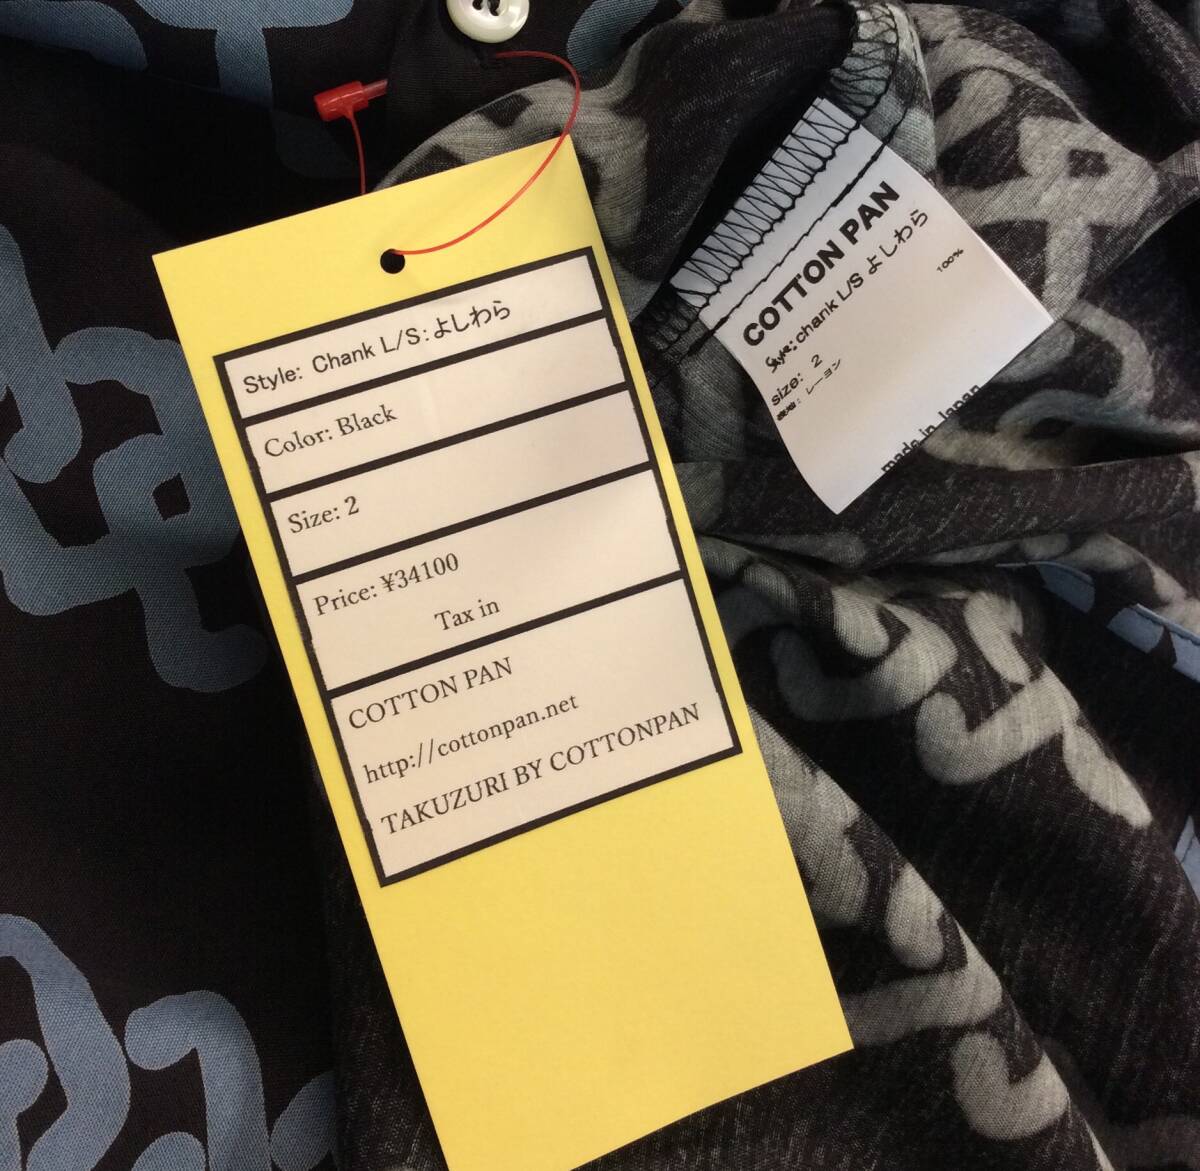 Style: Chank L/S:よしわら
Color: Black
Size: 2
Price: ¥34100
Tax in
COTTON PAN
http://cottonpan.net
TAKUZURI BY COTTONPAN
COTTON PAN
Style: chank L/S よしわら
size: 2
レーヨン 100%
made in Japan